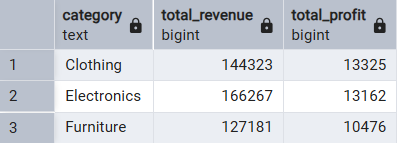 category total_revenue total_profit
text bigint bigint
1 Clothing 144323 13325
2 Electronics 166267 13162
3 Furniture 127181 10476